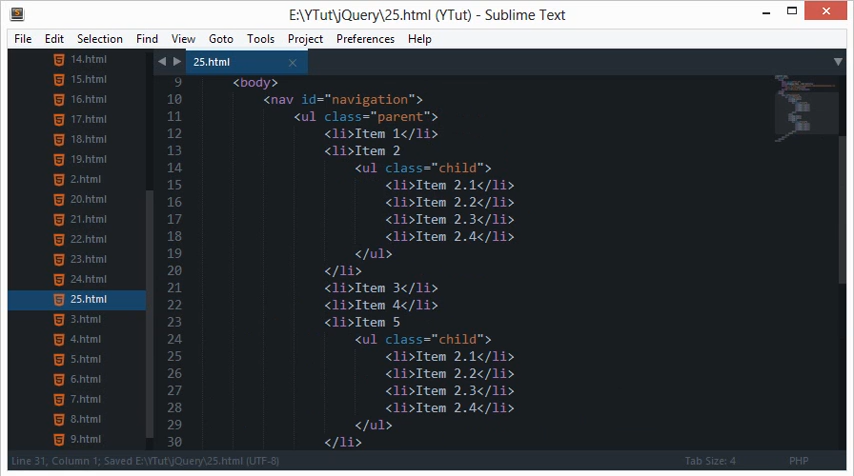 E:\YTut\jQuery\25.html (YTut) - Sublime Text
File Edit Selection Find View Goto Tools Project Preferences Help
14.html
15.html
16.html
17.html
18.html
19.html
2.html
20.html
21.html
22.html
23.html
24.html
25.html
3.html
4.html
5.html
6.html
7.html
8.html
9.html
25.html
9 <body>
10 <nav id="navigation">
11 <ul class="parent">
12 <li>Item 1</li>
13 <li>Item 2
14 <ul class="child">
15 <li>Item 2.1</li>
16 <li>Item 2.2</li>
17 <li>Item 2.3</li>
18 <li>Item 2.4</li>
19 </ul>
20 </li>
21 <li>Item 3</li>
22 <li>Item 4</li>
23 <li>Item 5
24 <ul class="child">
25 <li>Item 2.1</li>
26 <li>Item 2.2</li>
27 <li>Item 2.3</li>
28 <li>Item 2.4</li>
29 </ul>
30 </li>
Line 31, Column 1; Saved E:\YTut\jQuery\25.html (UTF-8) Tab Size: 4 PHP